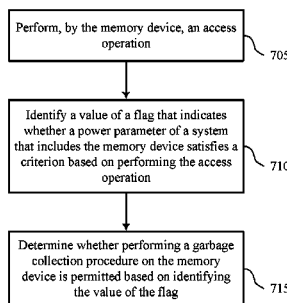 Perform, by the memory device, an access
operation
705
Identify a value of a flag that indicates
whether a power parameter of a system
that includes the memory device satisfies a
criterion based on performing the access
operation
710
Determine whether performing a garbage
collection procedure on the memory
device is permitted based on identifying
the value of the flag
715